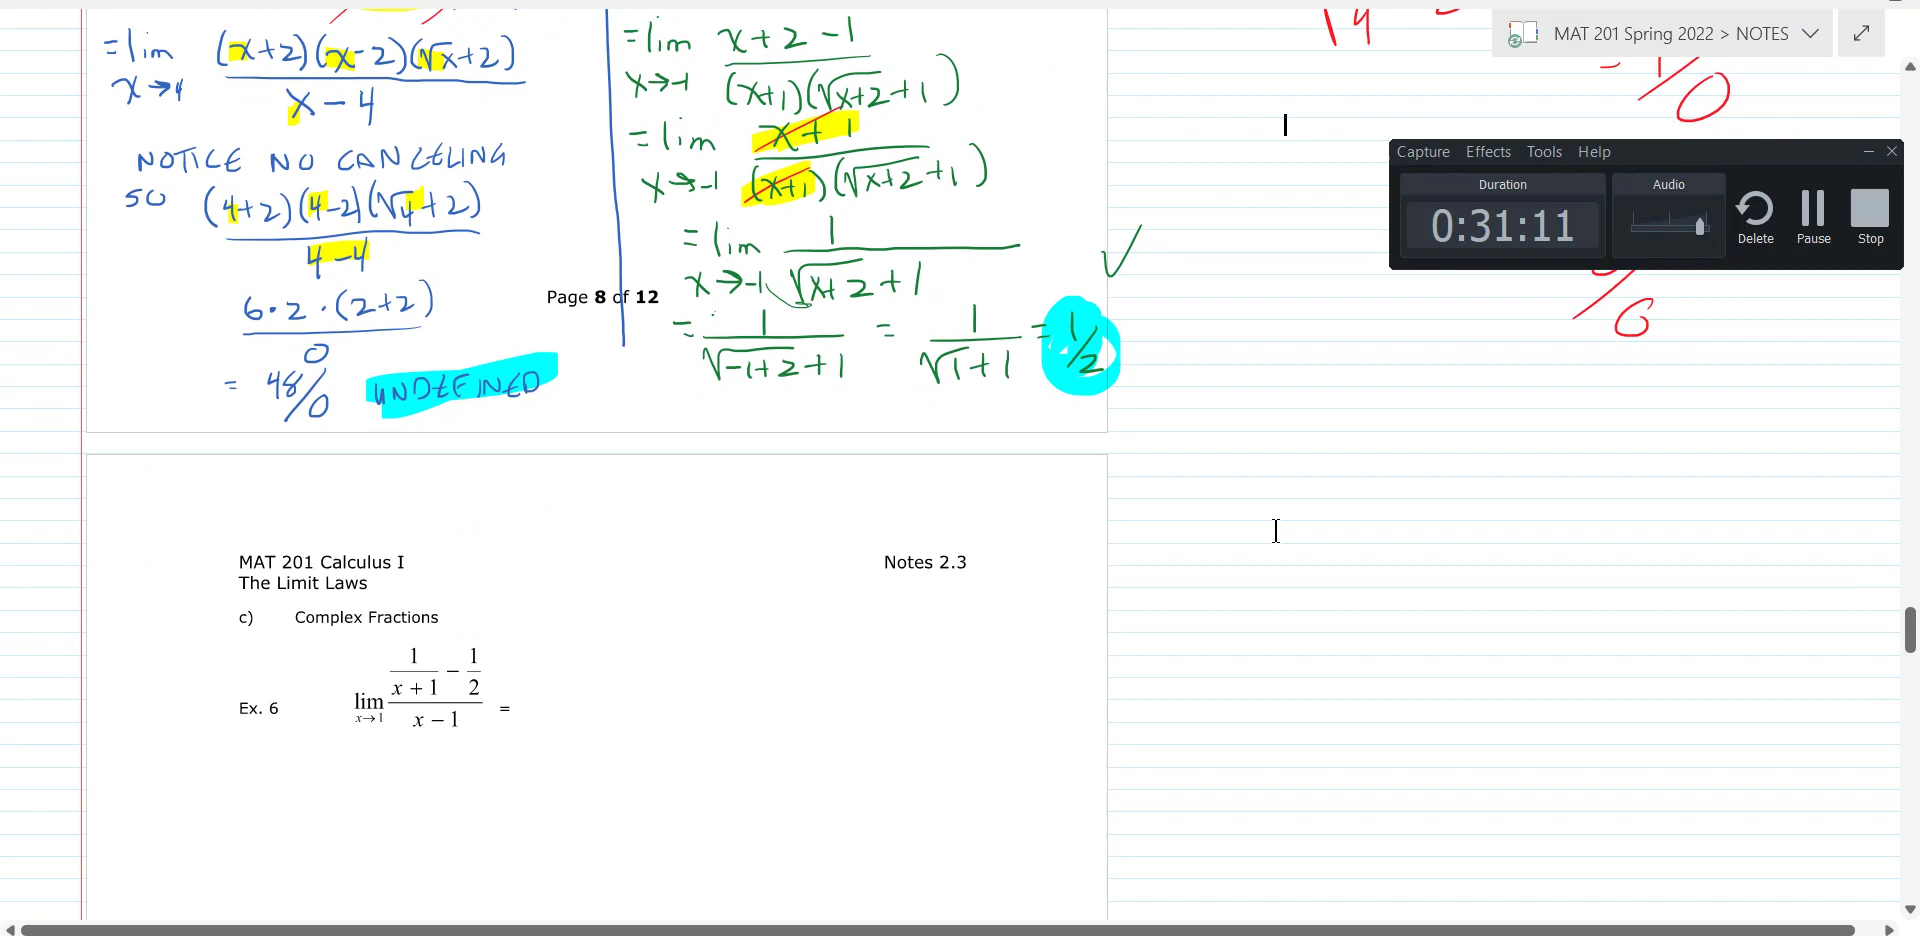 MAT 201 Spring 2022 > NOTES
= lim (x+2)(x-2)(√x+2)
x→4 x-4
NOTICE NO CANCELING
SO (4+2)(4-2)(√4+2)
4-4
6·2·(2+2)
0
= 48/0 UNDEFINED
= lim x+2-1
x→-1 (x+1)(√x+2+1)
= lim x+1
x→-1 (x+1)(√x+2+1)
= lim 1
x→-1 √x+2+1
= 1 = 1 = 1/2
√-1+2+1 √1+1
Page 8 of 12
1/0
/6
Capture Effects Tools Help
Duration Audio
0:31:11
Delete Pause Stop
MAT 201 Calculus I Notes 2.3
The Limit Laws
c) Complex Fractions
1 1
x + 1 − 2
Ex. 6 lim =
x→1 x − 1